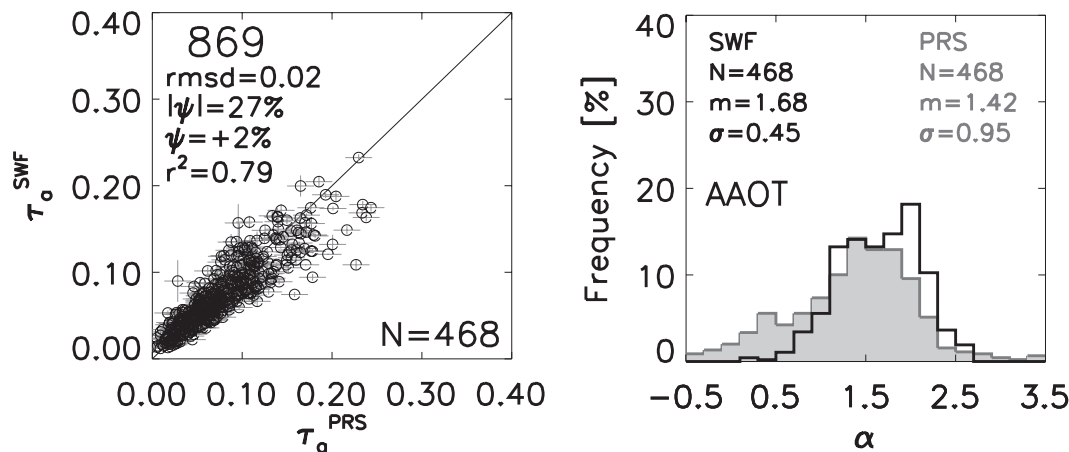 0.40
0.30
0.20
0.10
0.00
τa^SWF
869
rmsd=0.02
|ψ|=27%
ψ=+2%
r²=0.79
N=468
0.00 0.10 0.20 0.30 0.40
τa^PRS
40
30
20
10
0
Frequency [%]
SWF
N=468
m=1.68
σ=0.45
PRS
N=468
m=1.42
σ=0.95
AAOT
−0.5 0.5 1.5 2.5 3.5
α